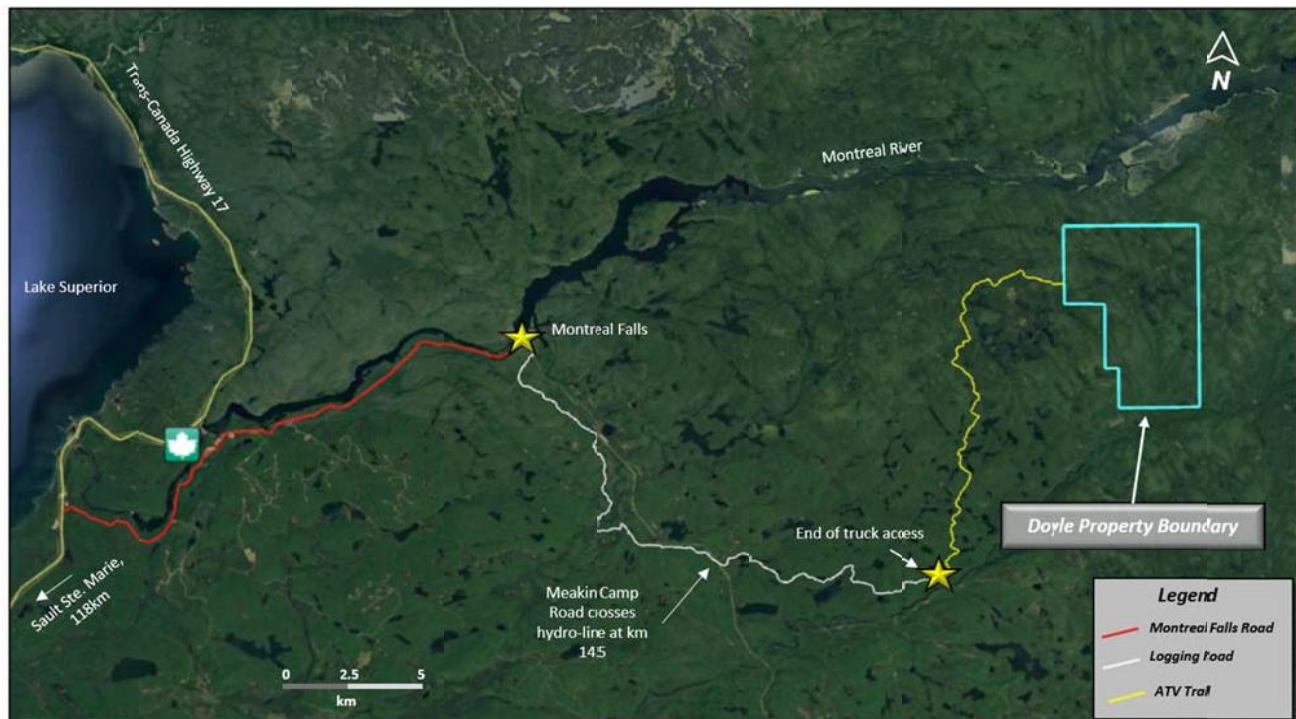 Trans-Canada Highway 17
N
Montreal River
Lake Superior
Montreal Falls
Doyle Property Boundary
End of truck access
Sault Ste. Marie,
118km
Meakin Camp
Road crosses
hydro-line at km
14.5
0 2.5 5
km
Legend
Montreal Falls Road
Logging Road
ATV Trail